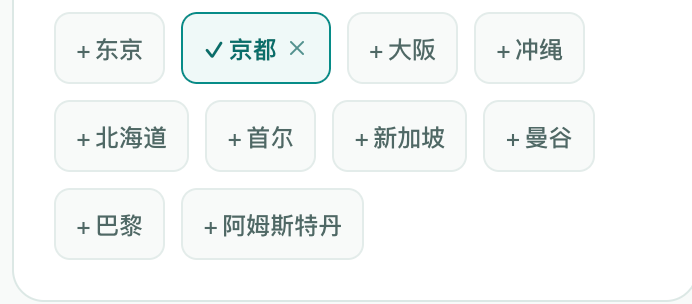 + 东京 ✓ 京都 × + 大阪 + 冲绳
+ 北海道 + 首尔 + 新加坡 + 曼谷
+ 巴黎 + 阿姆斯特丹